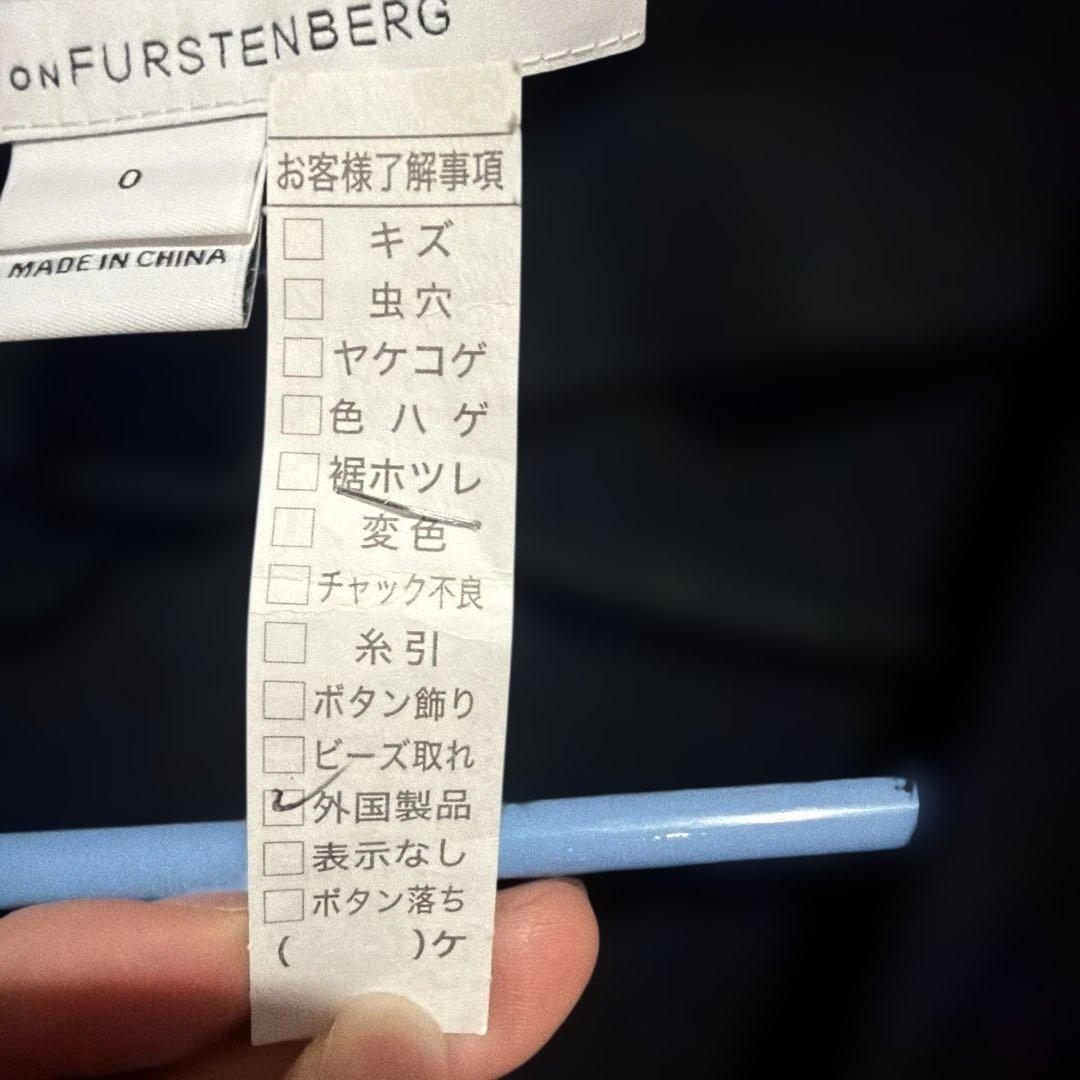 ON FURSTENBERG
0
MADE IN CHINA
お客様了解事項
キズ
虫穴
ヤケコゲ
色ハゲ
裾ホツレ
変色
チャック不良
糸引
ボタン飾り
ビーズ取れ
外国製品
表示なし
ボタン落ち
( )ケ